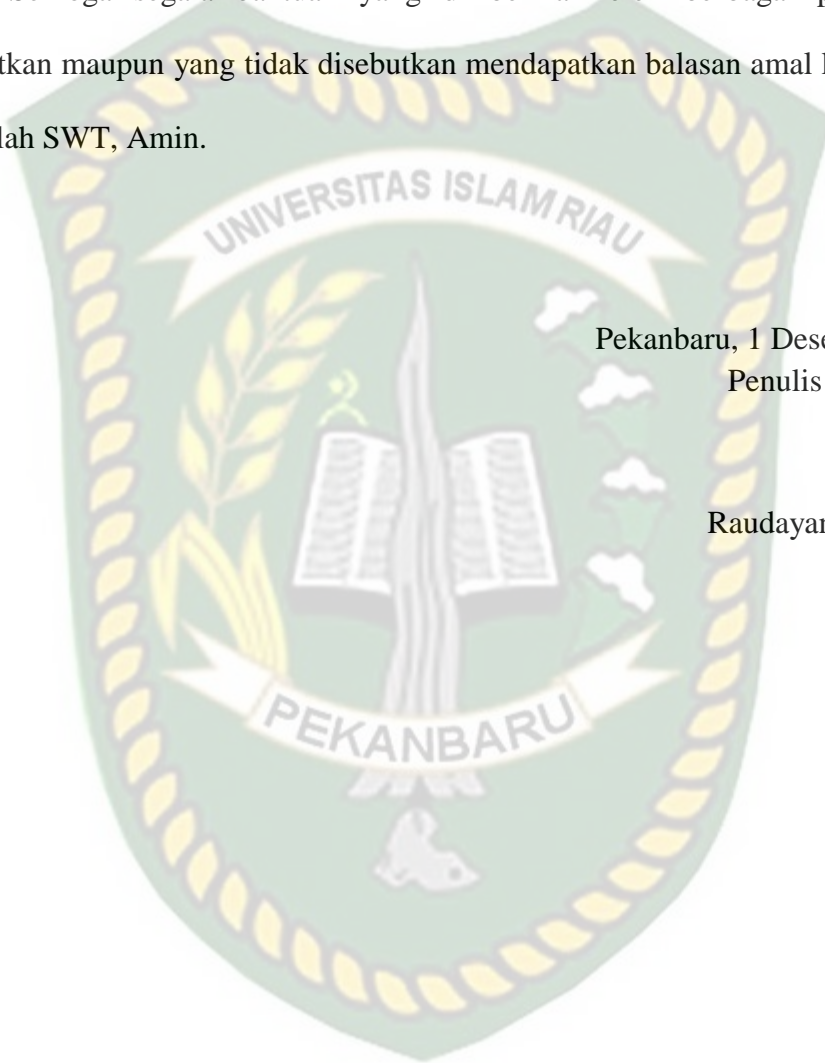 tkan maupun yang tidak disebutkan mendapatkan balasan amal
lah SWT, Amin.
UNIVERSITAS ISLAM RIAU
Pekanbaru, 1 Dese
Penulis
Raudayan
PEKANBARU